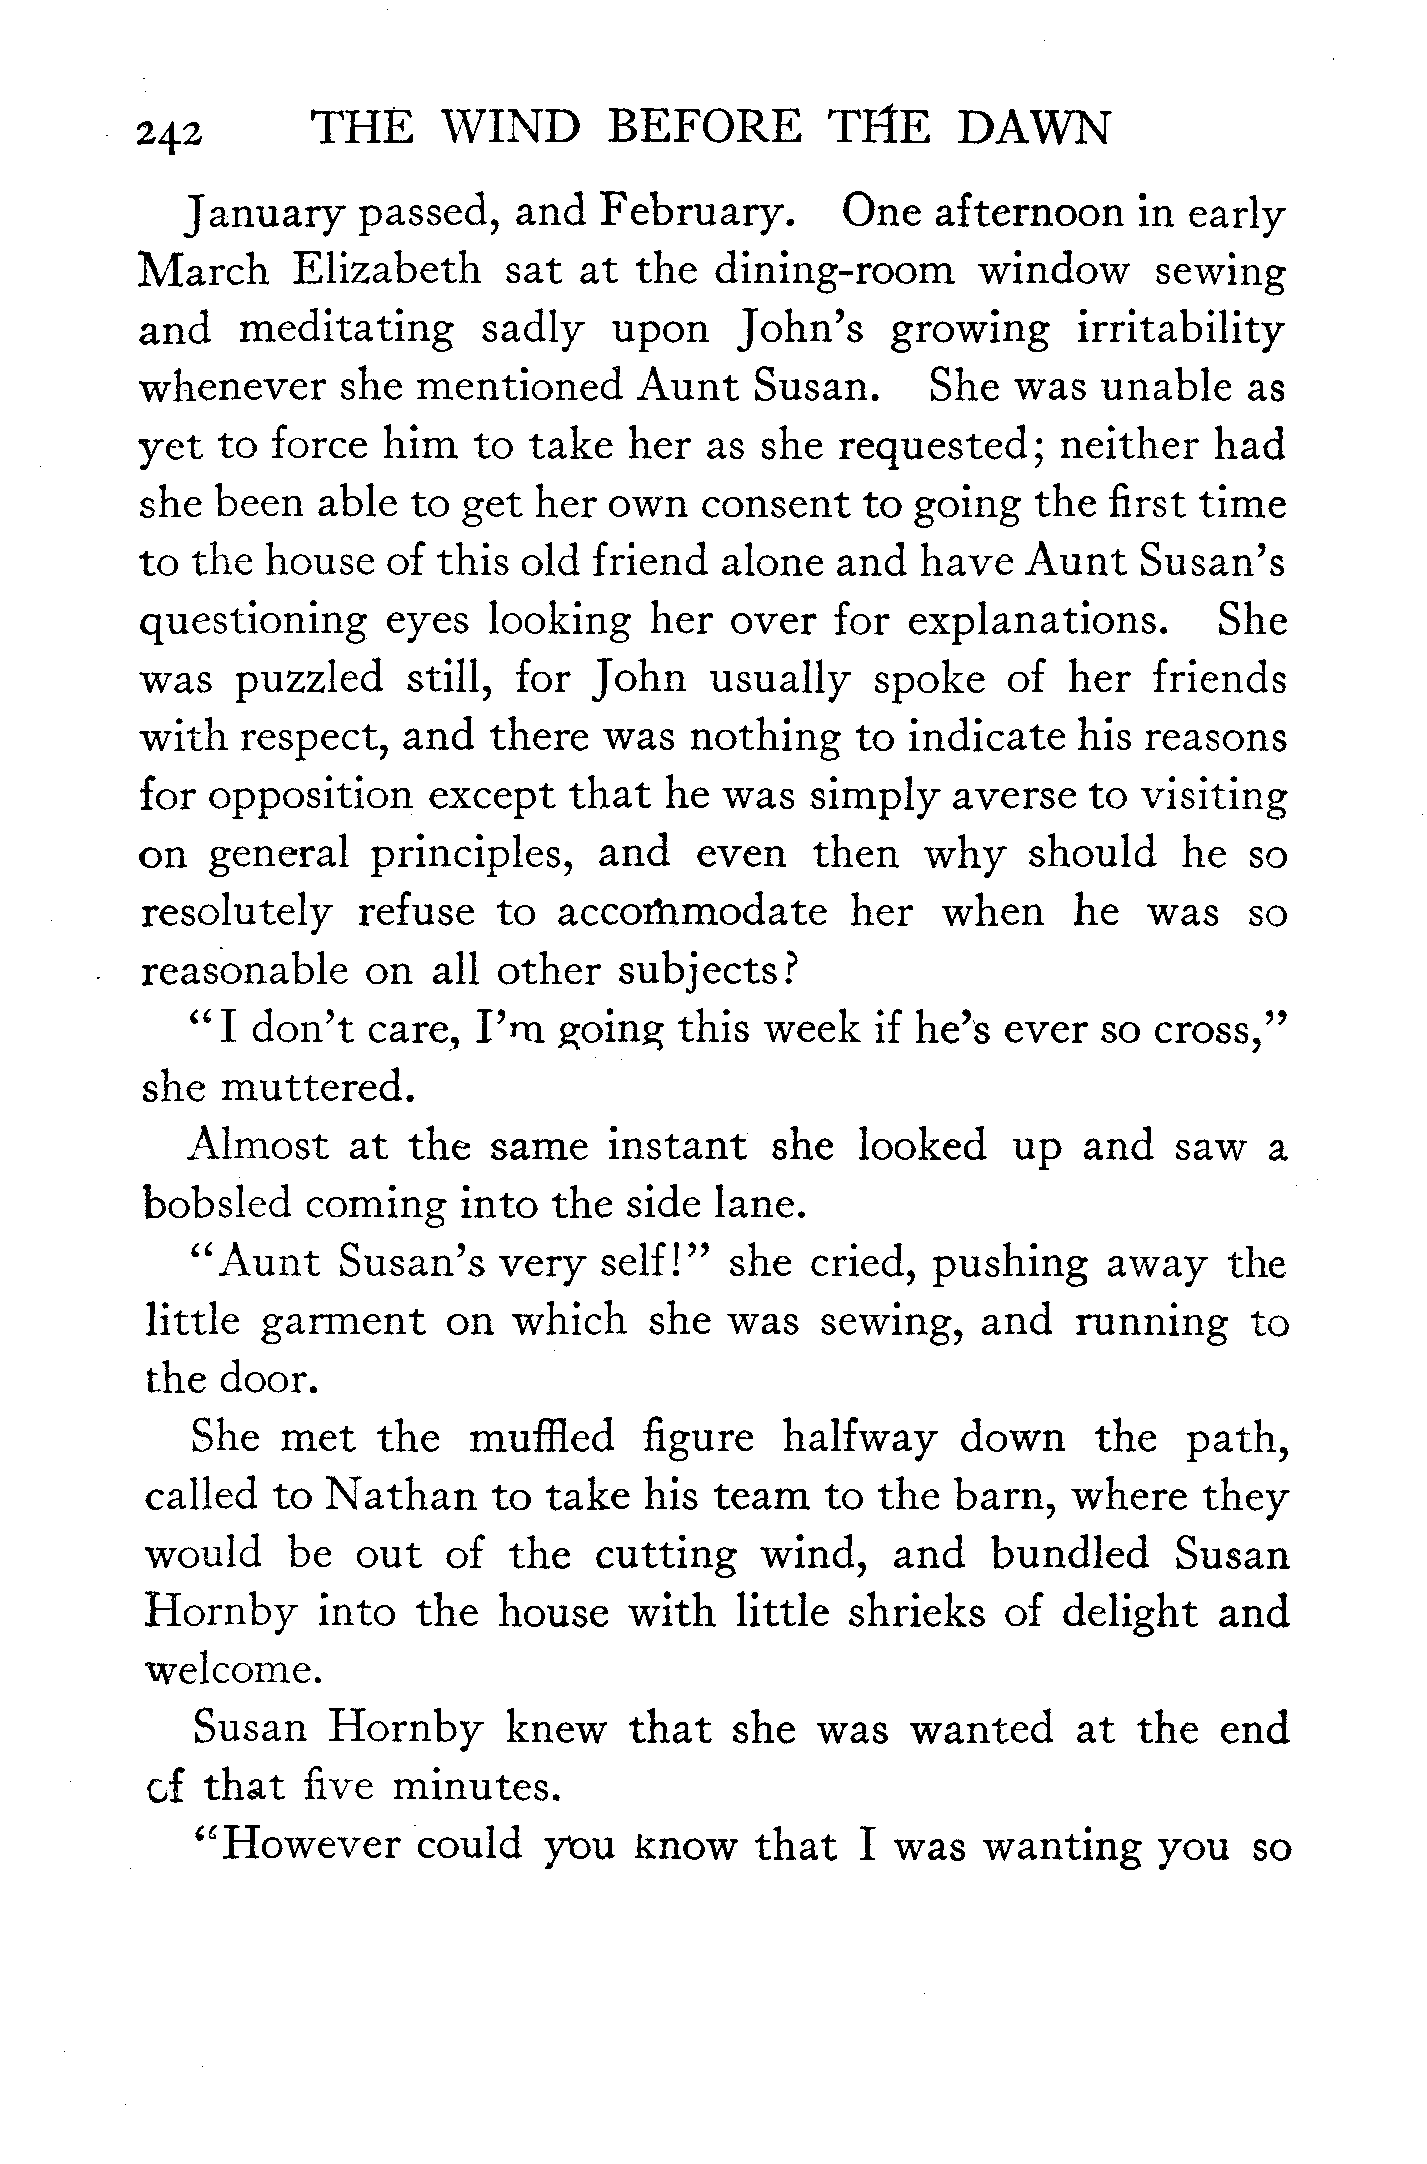 242 THE WIND BEFORE THE DAWN
January passed, and February. One afternoon in early
March Elizabeth sat at the dining-room window sewing
and meditating sadly upon John's growing irritability
whenever she mentioned Aunt Susan. She was unable as
yet to force him to take her as she requested; neither had
she been able to get her own consent to going the first time
to the house of this old friend alone and have Aunt Susan's
questioning eyes looking her over for explanations. She
was puzzled still, for John usually spoke of her friends
with respect, and there was nothing to indicate his reasons
for opposition except that he was simply averse to visiting
on general principles, and even then why should he so
resolutely refuse to accommodate her when he was so
reasonable on all other subjects?
"I don't care, I'm going this week if he's ever so cross,"
she muttered.
Almost at the same instant she looked up and saw a
bobsled coming into the side lane.
"Aunt Susan's very self!" she cried, pushing away the
little garment on which she was sewing, and running to
the door.
She met the muffled figure halfway down the path,
called to Nathan to take his team to the barn, where they
would be out of the cutting wind, and bundled Susan
Hornby into the house with little shrieks of delight and
welcome.
Susan Hornby knew that she was wanted at the end
of that five minutes.
"However could you know that I was wanting you so